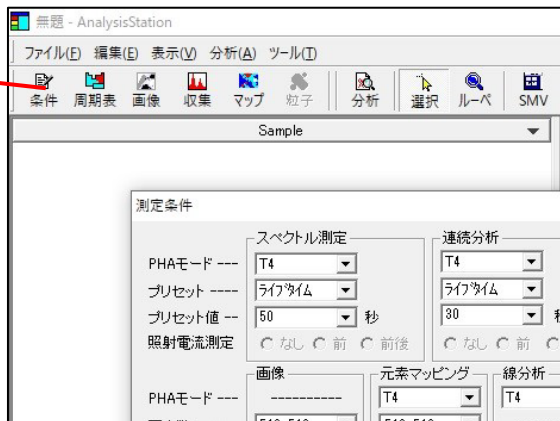 無題 - AnalysisStation
ファイル(F) 編集(E) 表示(V) 分析(A) ツール(T)
条件 周期表 画像 収集 マップ 粒子 分析 選択 ルーペ SMV
Sample
測定条件
スペクトル測定 連続分析
PHAモード --- T4 T4
プリセット ---- ライブタイム ライブタイム
プリセット値 -- 50 秒 30
照射電流測定 なし 前 前後 なし 前
画像 元素マッピング 線分析
PHAモード --- ---------- T4 T4